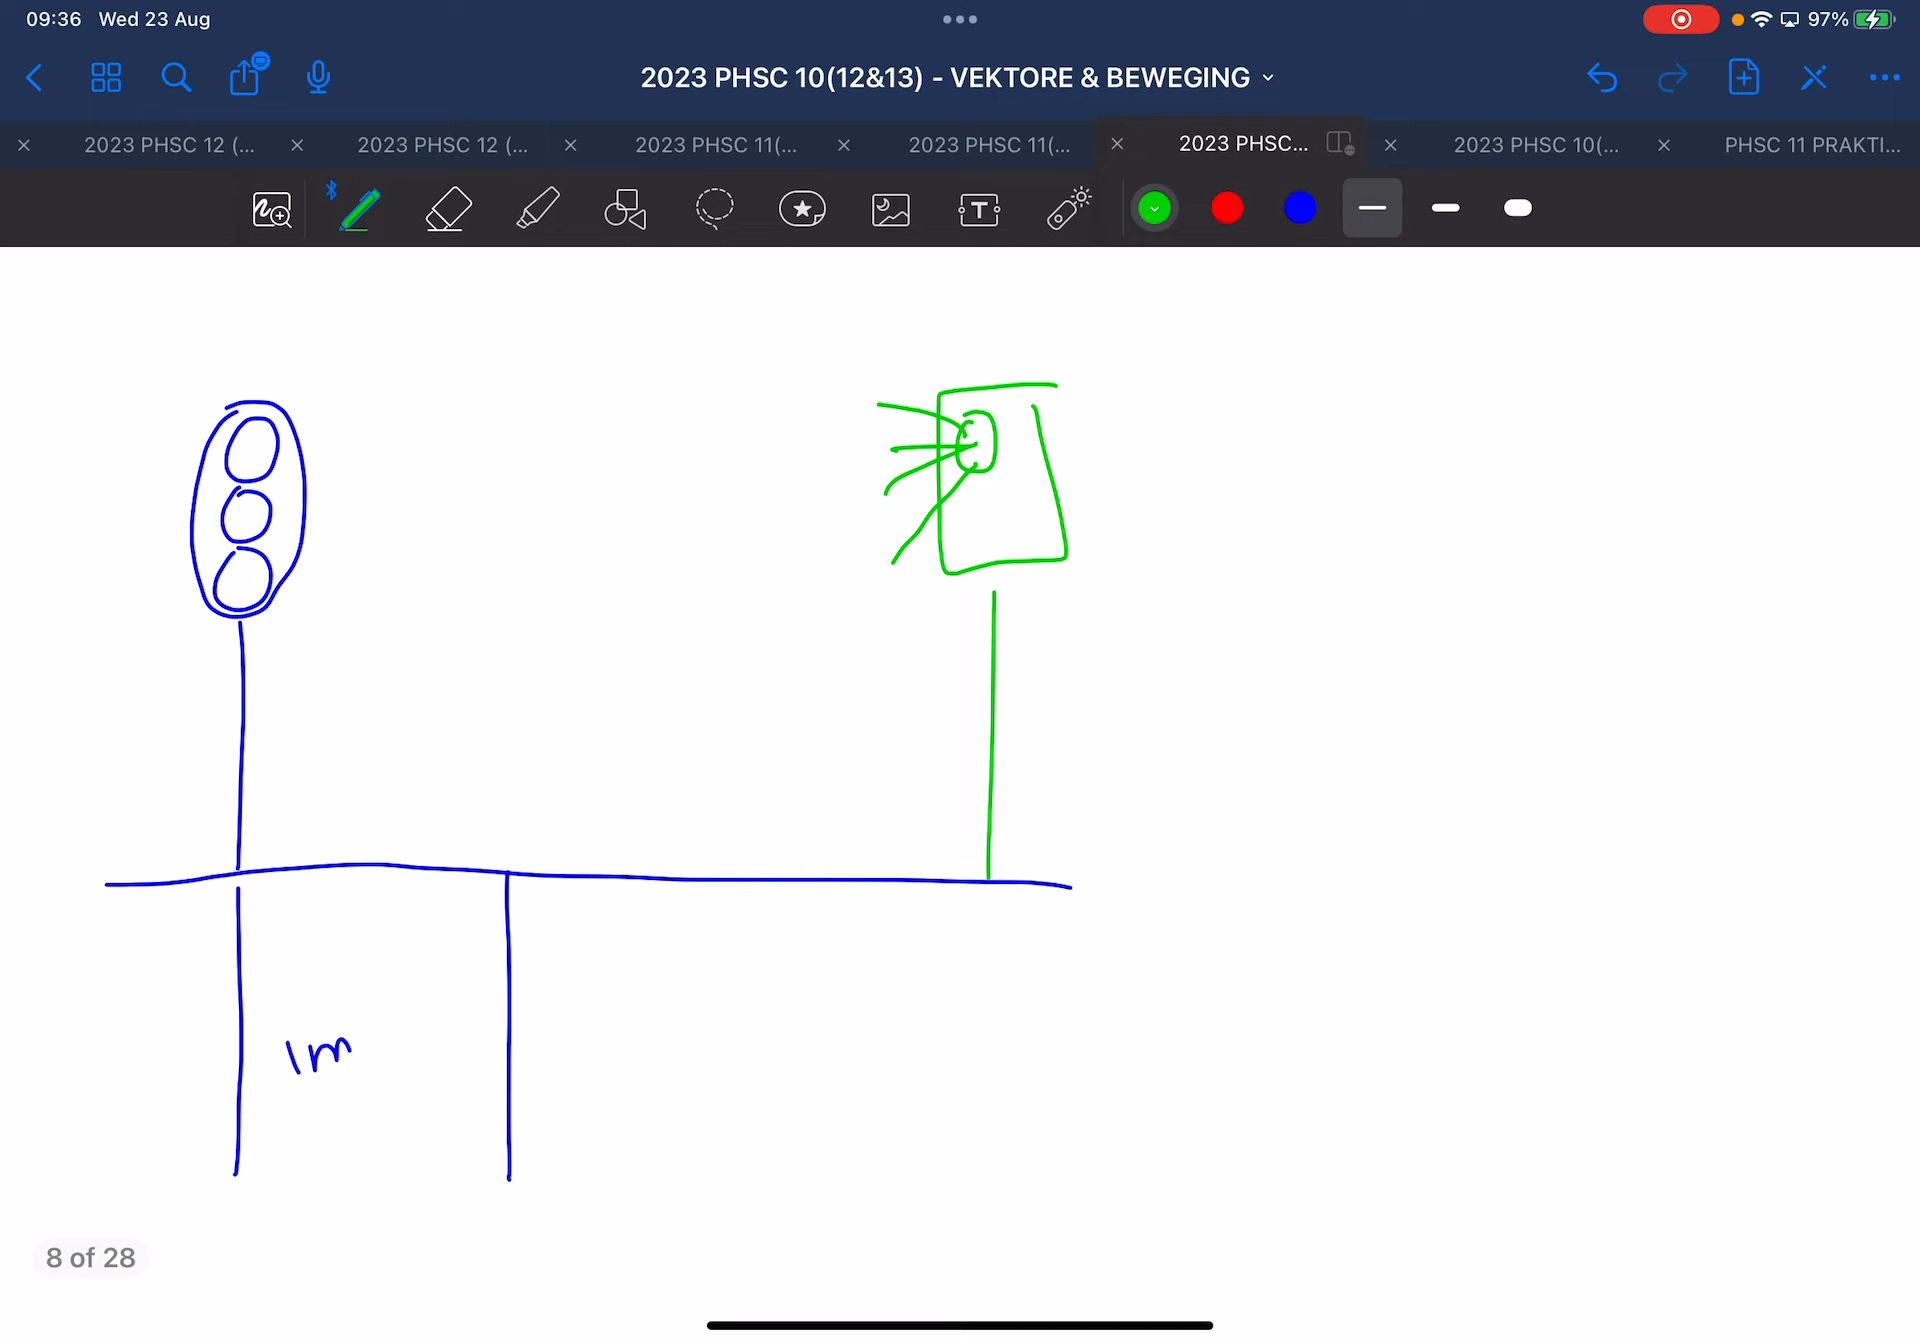 09:36 Wed 23 Aug
97%
2023 PHSC 10(12&13) - VEKTORE & BEWEGING
2023 PHSC 12 (...
2023 PHSC 12 (...
2023 PHSC 11(...
2023 PHSC 11(...
2023 PHSC...
2023 PHSC 10(...
PHSC 11 PRAKTI...
T
1m
8 of 28